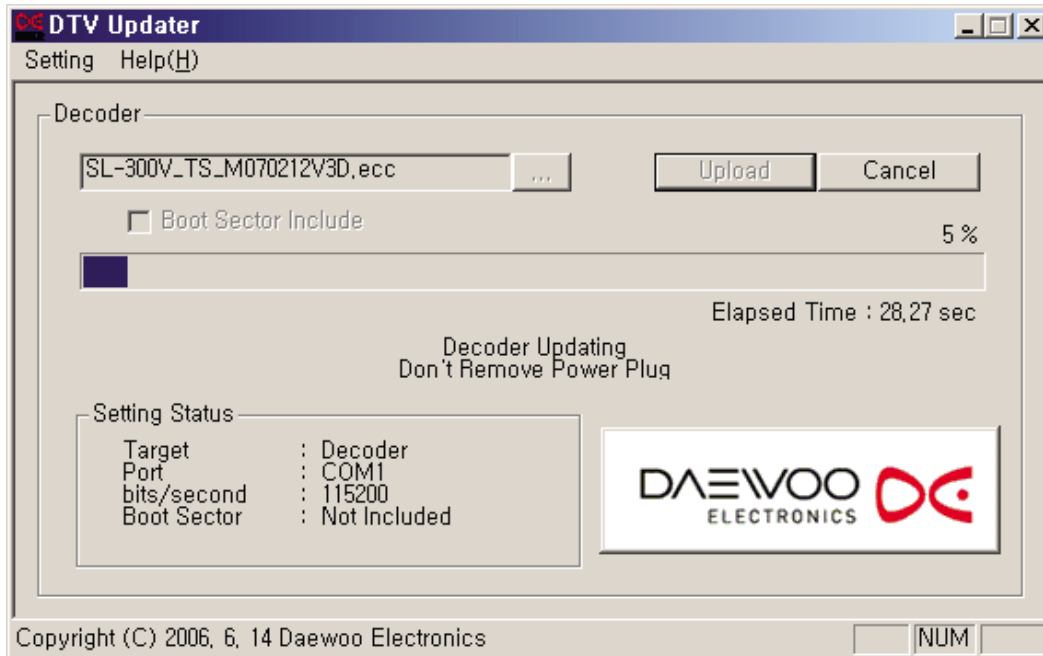 DTV Updater
Setting Help(H)
Decoder
SL-300V_TS_M070212V3D.ecc ... Upload Cancel
Boot Sector Include
5 %
Elapsed Time : 28.27 sec
Decoder Updating
Don't Remove Power Plug
Setting Status
Target : Decoder
Port : COM1
bits/second : 115200
Boot Sector : Not Included
DAEWOO
ELECTRONICS
Copyright (C) 2006. 6. 14 Daewoo Electronics NUM